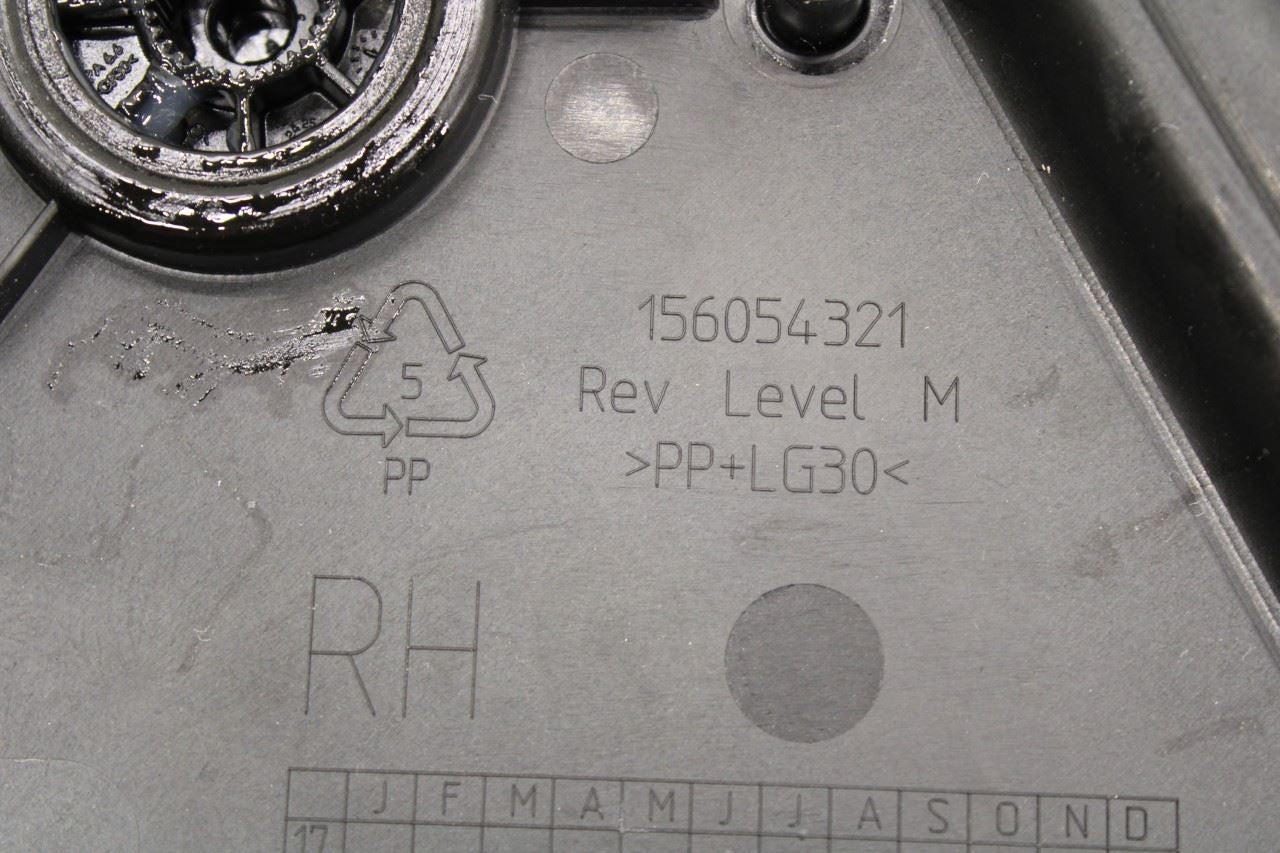 156054321
Rev Level M
>PP+LG30<
5
PP
RH
J F M A M J J A S O N D
17